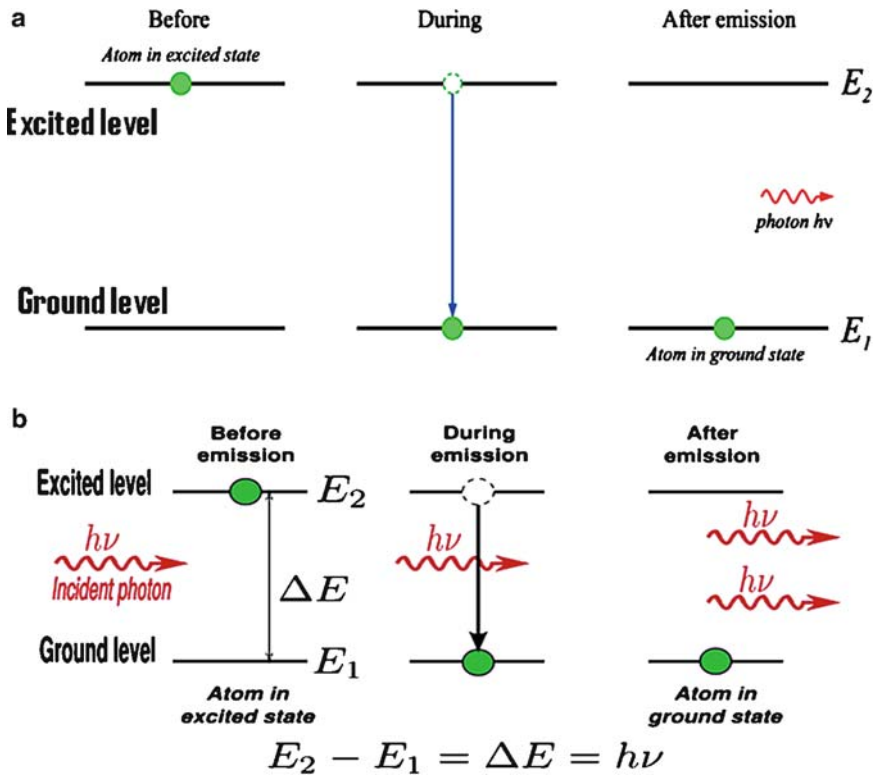 a
Before During After emission
Atom in excited state
E₂
Excited level
photon hν
Ground level
E₁
Atom in ground state
b
Before emission During emission After emission
Excited level E₂
hν hν hν
Incident photon
ΔE
hν
Ground level E₁
Atom in excited state Atom in ground state
E₂ − E₁ = ΔE = hν